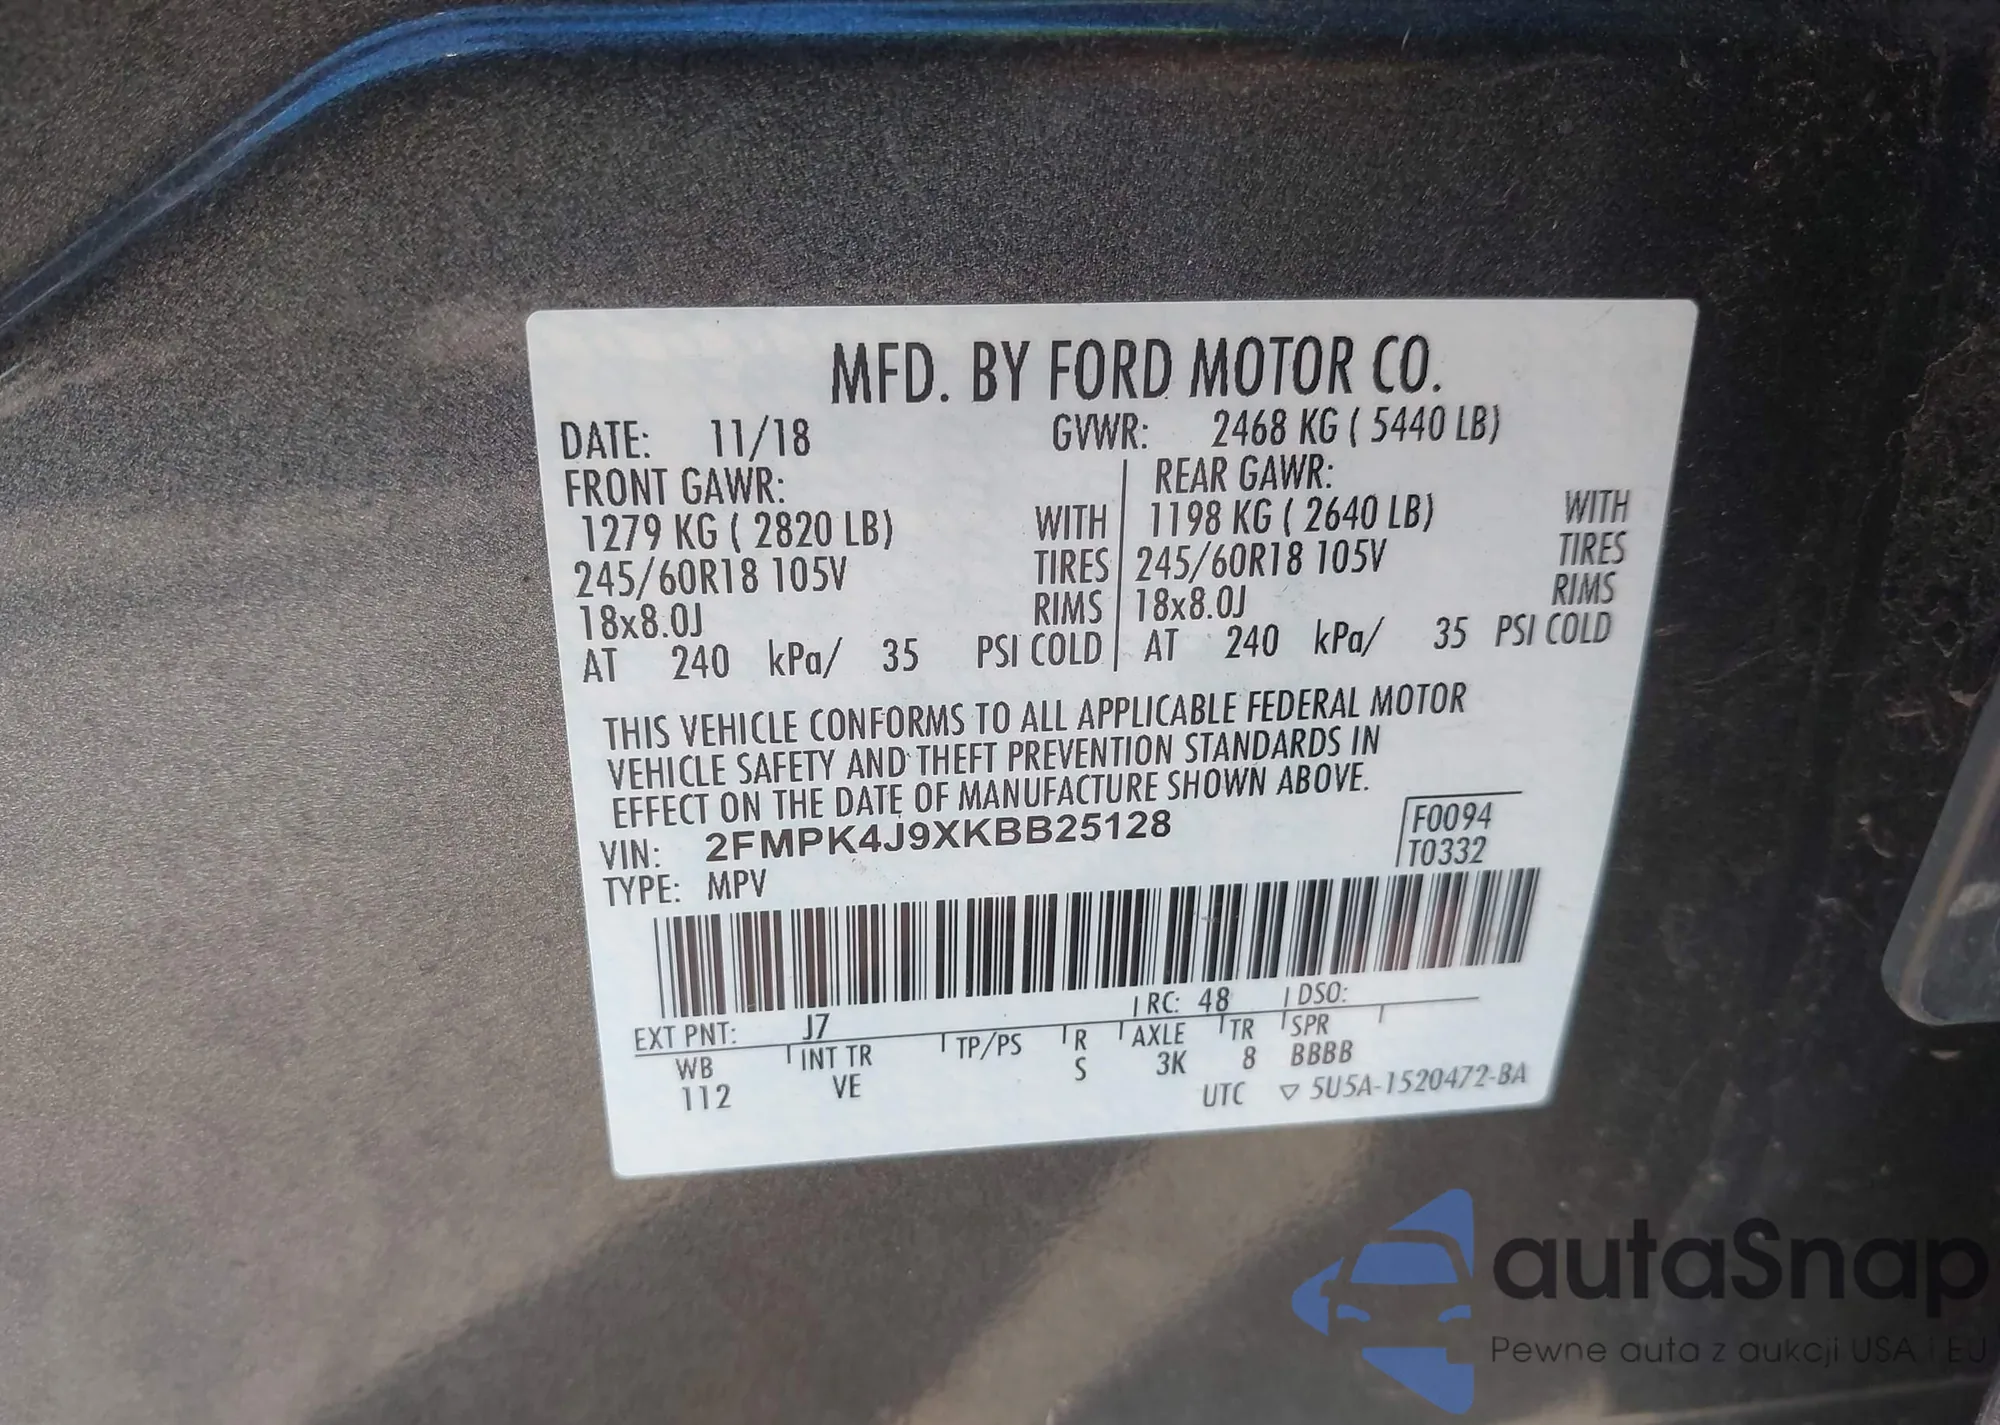 MFD. BY FORD MOTOR CO.
DATE: 11/18 GVWR: 2468 KG ( 5440 LB)
FRONT GAWR: REAR GAWR:
1279 KG ( 2820 LB) WITH 1198 KG ( 2640 LB) WITH
245/60R18 105V TIRES 245/60R18 105V TIRES
18x8.0J RIMS 18x8.0J RIMS
AT 240 kPa/ 35 PSI COLD AT 240 kPa/ 35 PSI COLD
THIS VEHICLE CONFORMS TO ALL APPLICABLE FEDERAL MOTOR
VEHICLE SAFETY AND THEFT PREVENTION STANDARDS IN
EFFECT ON THE DATE OF MANUFACTURE SHOWN ABOVE.
VIN: 2FMPK4J9XKBB25128 F0094
TYPE: MPV T0332
EXT PNT: J7 RC: 48 DSO:
WB INT TR TP/PS R AXLE TR SPR
112 VE S 3K 8 BBBB
UTC ▽ 5U5A-1520472-BA
autaSnap
Pewne auta z aukcji USA i EU